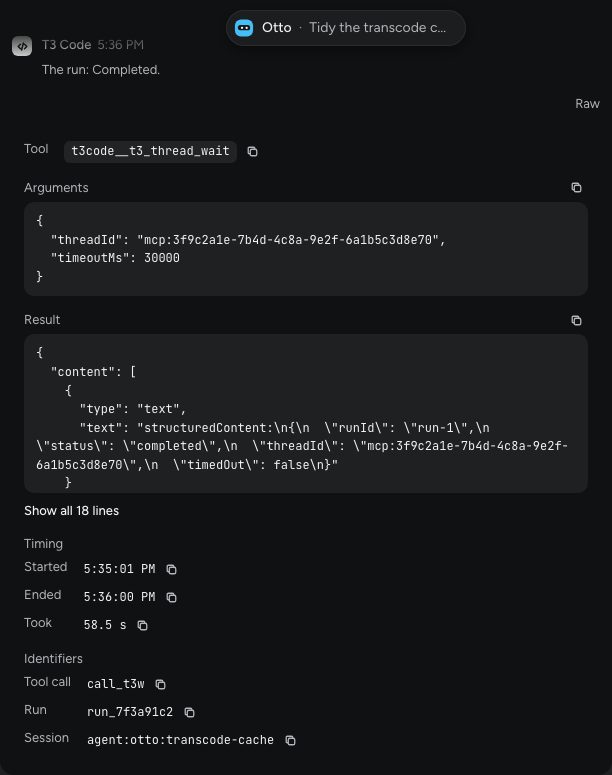 Otto · Tidy the transcode c...
T3 Code 5:36 PM
The run: Completed.
Raw
Tool t3code__t3_thread_wait
Arguments
{
  "threadId": "mcp:3f9c2a1e-7b4d-4c8a-9e2f-6a1b5c3d8e70",
  "timeoutMs": 30000
}
Result
{
  "content": [
    {
      "type": "text",
      "text": "structuredContent:\n{\n  \"runId\": \"run-1\",\n
\"status\": \"completed\",\n  \"threadId\": \"mcp:3f9c2a1e-7b4d-4c8a-9e2f-
6a1b5c3d8e70\",\n  \"timedOut\": false\n}"
    }
Show all 18 lines
Timing
Started 5:35:01 PM
Ended 5:36:00 PM
Took 58.5 s
Identifiers
Tool call call_t3w
Run run_7f3a91c2
Session agent:otto:transcode-cache